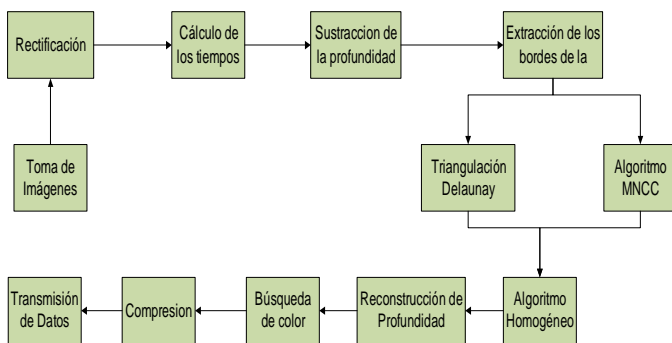 Rectificación
Cálculo de
los tiempos
Sustraccion de
la profundidad
Extracción de los
bordes de la
Toma de
Imágenes
Triangulación
Delaunay
Algoritmo
MNCC
Transmisión
de Datos
Compresion
Búsqueda
de color
Reconstrucción de
Profundidad
Algoritmo
Homogéneo